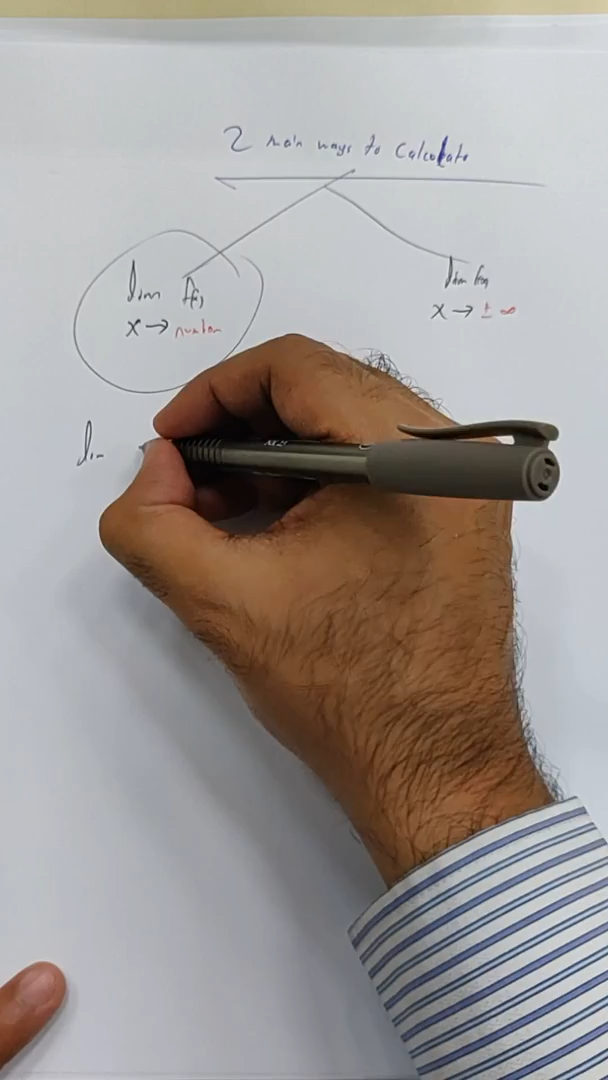 2 main ways to Calculate
lim f(x)
x → number
lim f(x)
x → ± ∞
lim